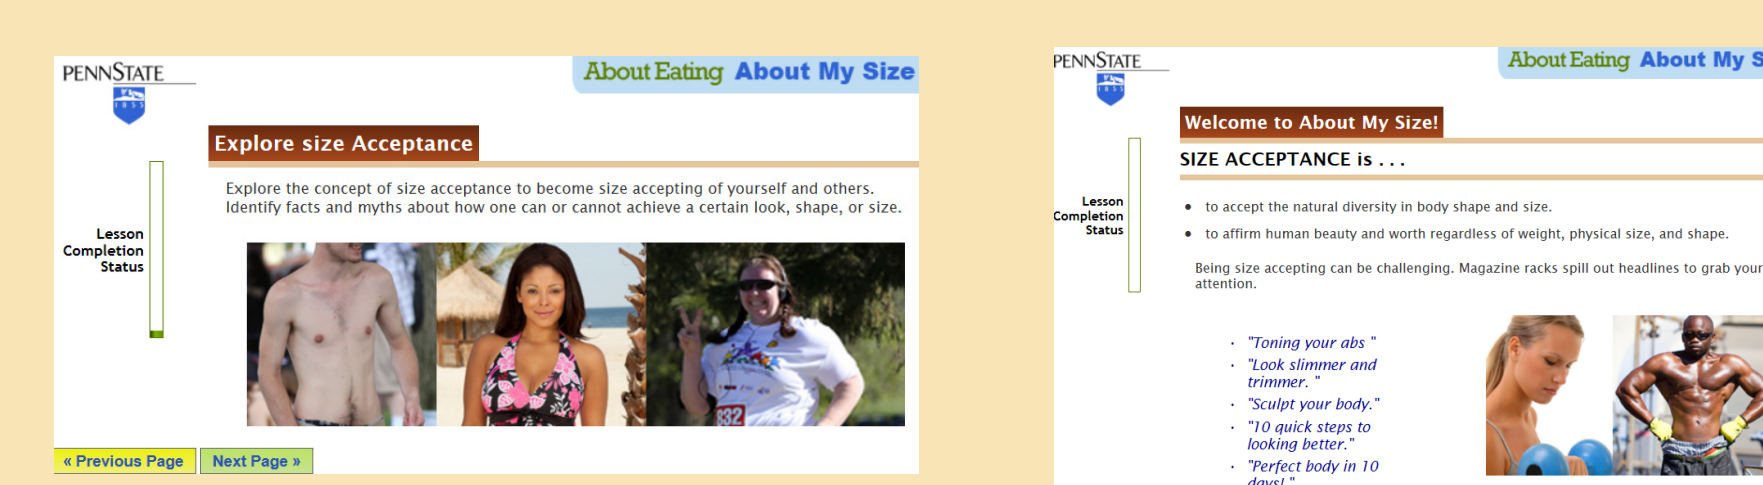 PENNSTATE
1855
About Eating About My Size
Explore size Acceptance
Explore the concept of size acceptance to become size accepting of yourself and others.
Identify facts and myths about how one can or cannot achieve a certain look, shape, or size.
Lesson
Completion
Status
832
« Previous Page
Next Page »
PENNSTATE
1855
About Eating About My S
Welcome to About My Size!
SIZE ACCEPTANCE is . . .
Lesson
Completion
Status
• to accept the natural diversity in body shape and size.
• to affirm human beauty and worth regardless of weight, physical size, and shape.
Being size accepting can be challenging. Magazine racks spill out headlines to grab your
attention.
· "Toning your abs "
· "Look slimmer and
trimmer. "
· "Sculpt your body."
· "10 quick steps to
looking better."
· "Perfect body in 10
days! "